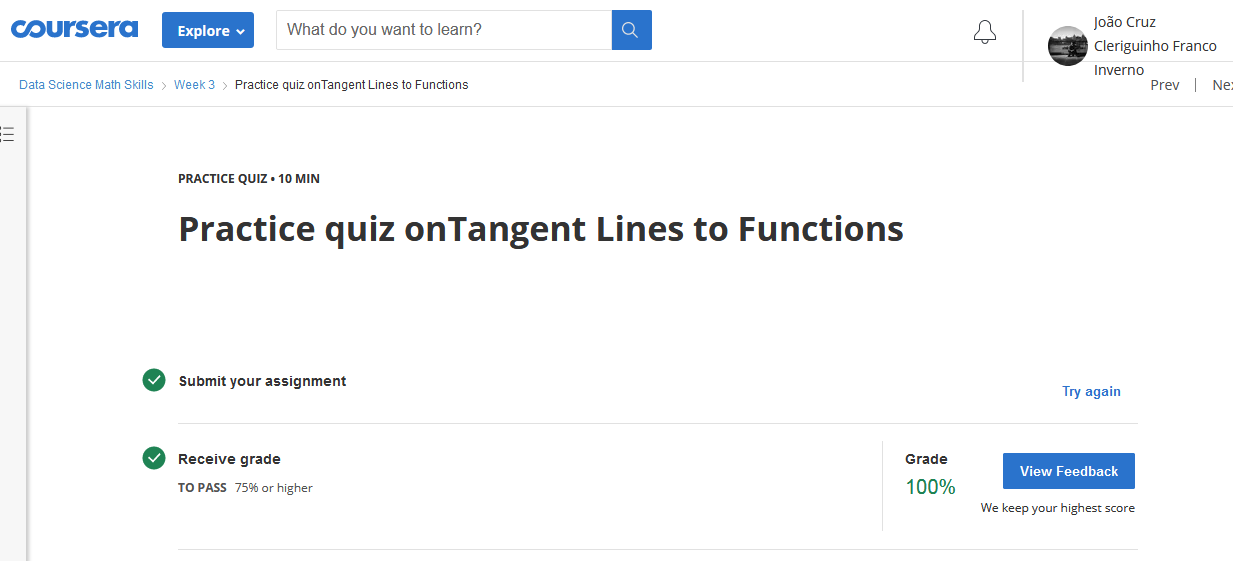 coursera
Explore
What do you want to learn?
João Cruz
Cleriguinho Franco
Inverno
Data Science Math Skills
Week 3
Practice quiz onTangent Lines to Functions
Prev | Nex
PRACTICE QUIZ • 10 MIN
Practice quiz onTangent Lines to Functions
Submit your assignment
Try again
Receive grade
TO PASS 75% or higher
Grade
100%
View Feedback
We keep your highest score